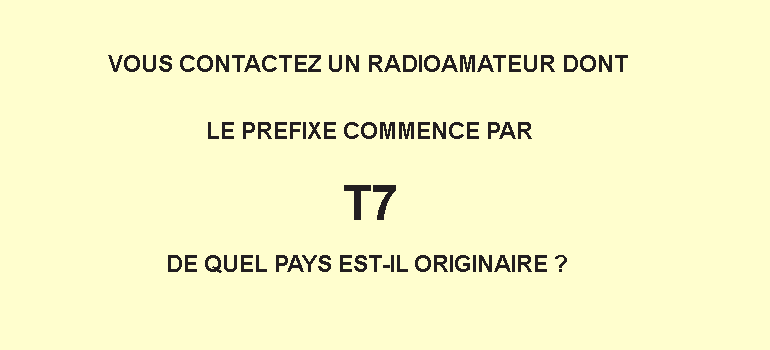 VOUS CONTACTEZ UN RADIOAMATEUR DONT
LE PREFIXE COMMENCE PAR
T7
DE QUEL PAYS EST-IL ORIGINAIRE ?